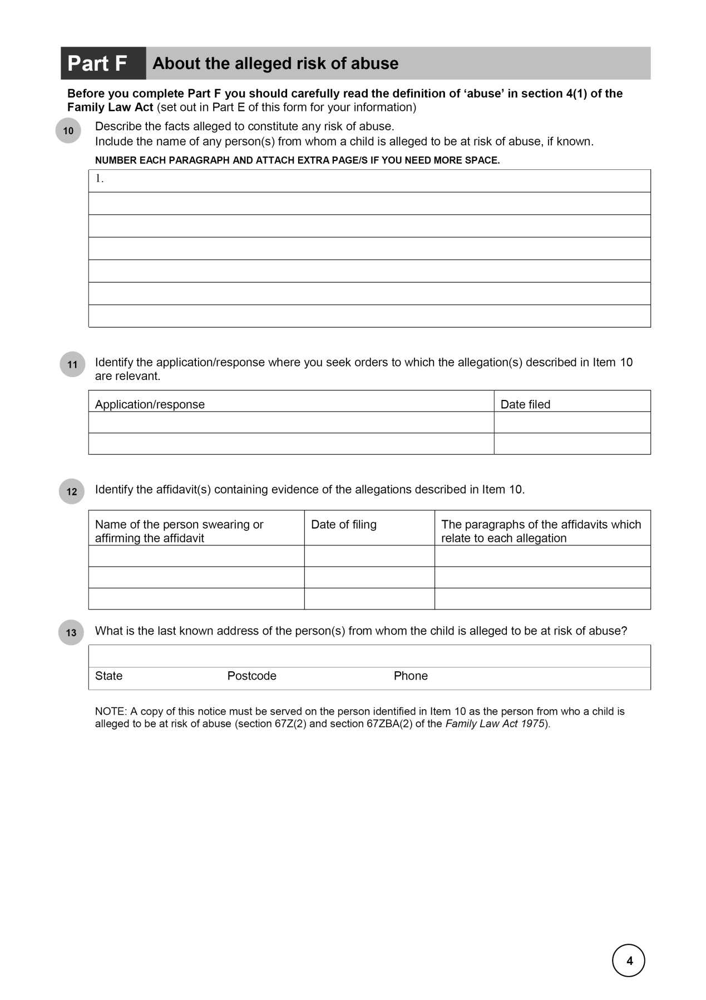 Part F About the alleged risk of abuse
Before you complete Part F you should carefully read the definition of ‘abuse’ in section 4(1) of the
Family Law Act (set out in Part E of this form for your information)
10 Describe the facts alleged to constitute any risk of abuse.
Include the name of any person(s) from whom a child is alleged to be at risk of abuse, if known.
NUMBER EACH PARAGRAPH AND ATTACH EXTRA PAGE/S IF YOU NEED MORE SPACE.
1.
11 Identify the application/response where you seek orders to which the allegation(s) described in Item 10
are relevant.
Application/response Date filed
12 Identify the affidavit(s) containing evidence of the allegations described in Item 10.
Name of the person swearing or Date of filing The paragraphs of the affidavits which
affirming the affidavit relate to each allegation
13 What is the last known address of the person(s) from whom the child is alleged to be at risk of abuse?
State Postcode Phone
NOTE: A copy of this notice must be served on the person identified in Item 10 as the person from who a child is
alleged to be at risk of abuse (section 67Z(2) and section 67ZBA(2) of the Family Law Act 1975).
4